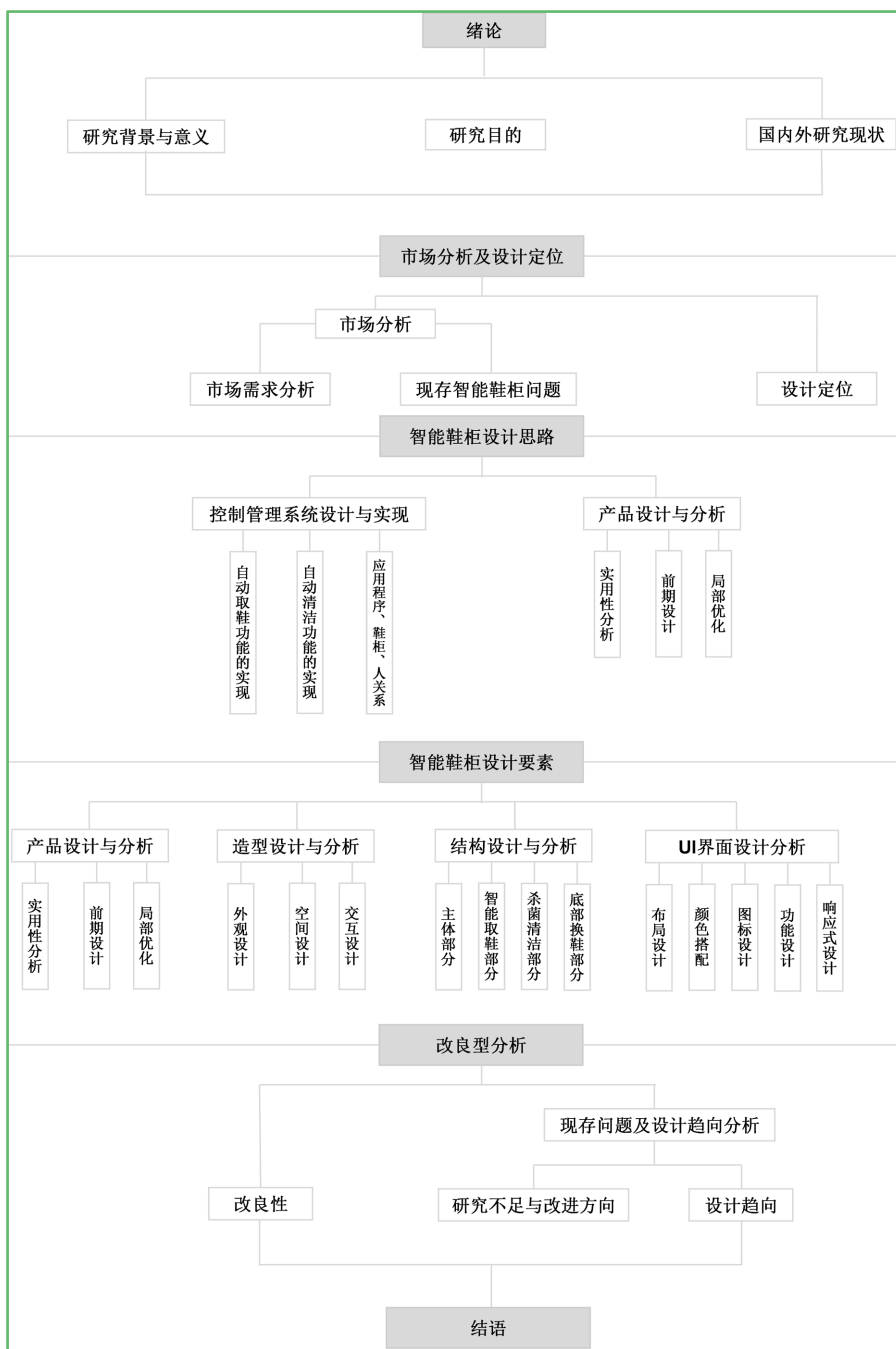 绪论
研究背景与意义
研究目的
国内外研究现状
市场分析及设计定位
市场分析
市场需求分析
现存智能鞋柜问题
设计定位
智能鞋柜设计思路
控制管理系统设计与实现
产品设计与分析
自动取鞋功能的实现
自动清洁功能的实现
应用程序、鞋柜、人关系
实用性分析
前期设计
局部优化
智能鞋柜设计要素
产品设计与分析
造型设计与分析
结构设计与分析
UI界面设计分析
实用性分析
前期设计
局部优化
外观设计
空间设计
交互设计
主体部分
智能取鞋部分
杀菌清洁部分
底部换鞋部分
布局设计
颜色搭配
图标设计
功能设计
响应式设计
改良型分析
现存问题及设计趋向分析
改良性
研究不足与改进方向
设计趋向
结语